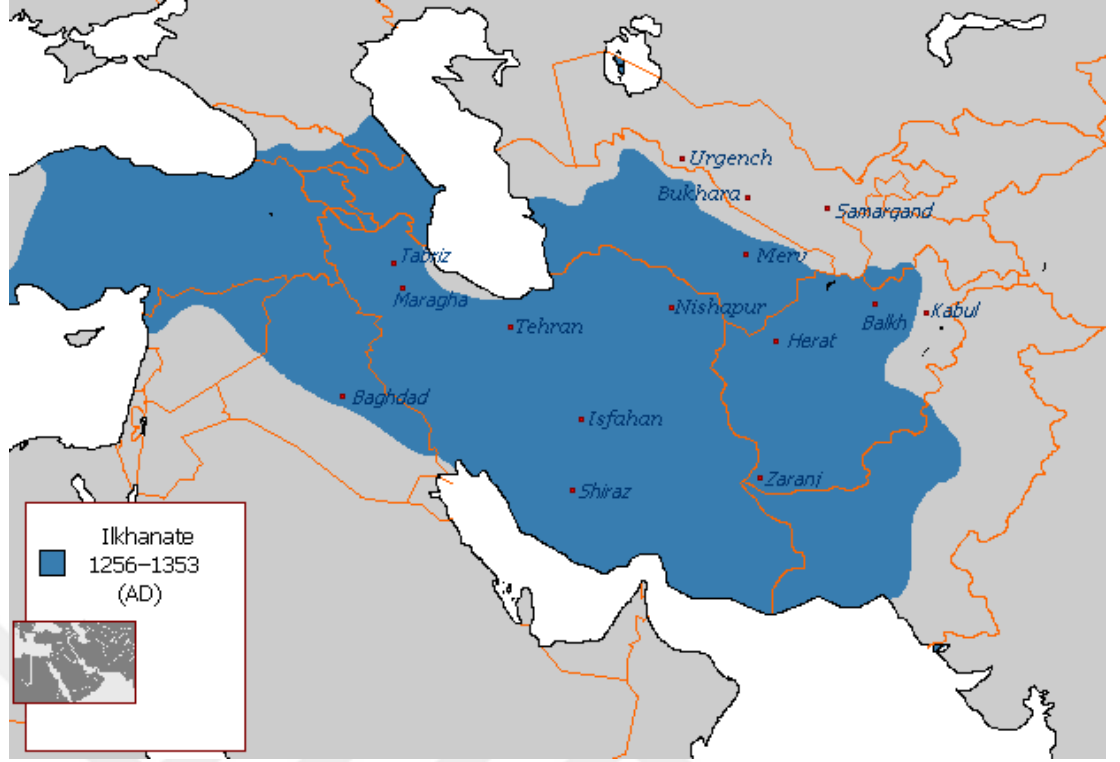 Urgench
Bukhara
Samarqand
Tabriz
Merv
Maragha
Nishapur
Balkh
Kabul
Tehran
Herat
Baghdad
Isfahan
Zaranj
Shiraz
Ilkhanate
1256–1353
(AD)